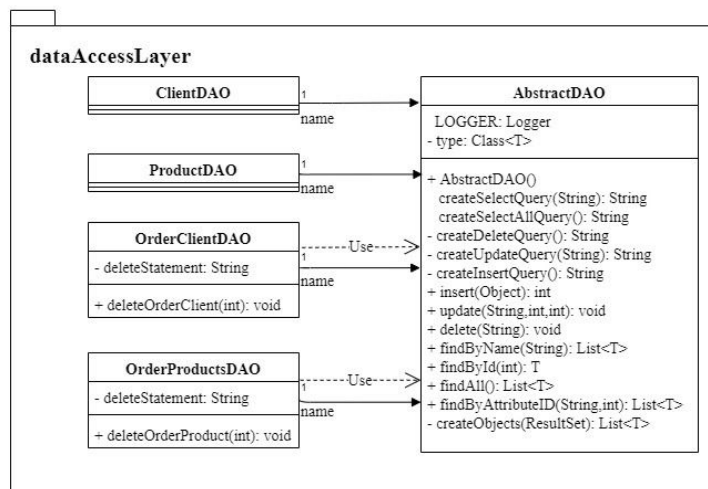 dataAccessLayer
ClientDAO
1
name
ProductDAO
1
name
OrderClientDAO
- deleteStatement: String
+ deleteOrderClient(int): void
Use
1
name
OrderProductsDAO
- deleteStatement: String
+ deleteOrderProduct(int): void
Use
1
name
AbstractDAO
LOGGER: Logger
- type: Class<T>
+ AbstractDAO()
createSelectQuery(String): String
createSelectAllQuery(): String
- createDeleteQuery(): String
- createUpdateQuery(String): String
- createInsertQuery(): String
+ insert(Object): int
+ update(String,int,int): void
+ delete(String): void
+ findByName(String): List<T>
+ findById(int): T
+ findAll(): List<T>
+ findByAttributeID(String,int): List<T>
- createObjects(ResultSet): List<T>